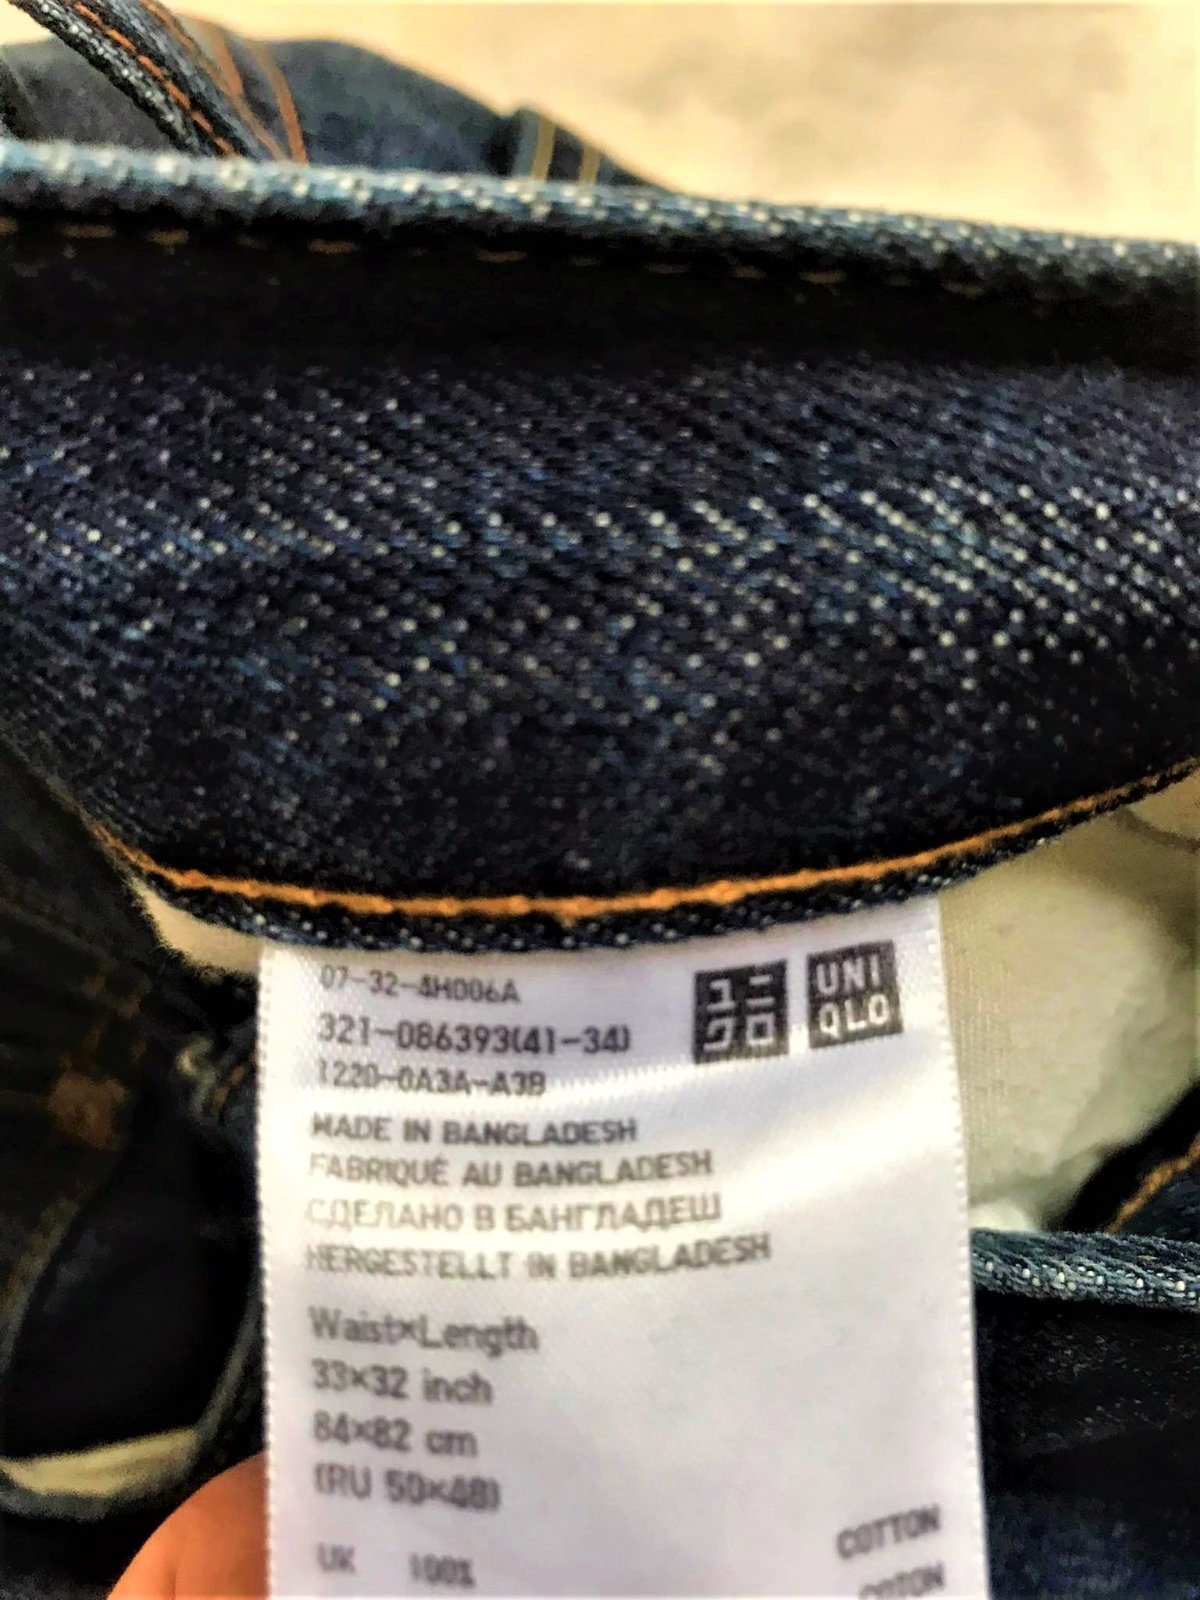 07-32-4H006A
321-086393(41-34)
1220-0A3A-A3B
ユニ
クロ
UNI
QLO
MADE IN BANGLADESH
FABRIQUÉ AU BANGLADESH
СДЕЛАНО В БАНГЛАДЕШ
HERGESTELLT IN BANGLADESH
Waist×Length
33×32 inch
84×82 cm
(RU 50×48)
UK 100% COTTON
COTTON